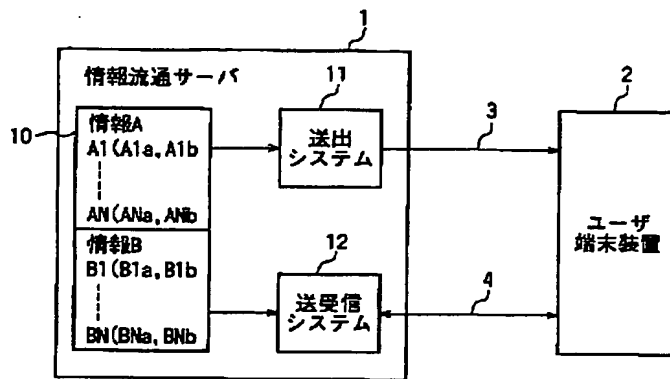 1
情報流通サーバ
11
2
10
情報A
A1(A1a, A1b
AN(ANa, ANb
送出
システム
3
情報B
B1(B1a, B1b
BN(BNa, BNb
12
送受信
システム
4
ユーザ
端末装置